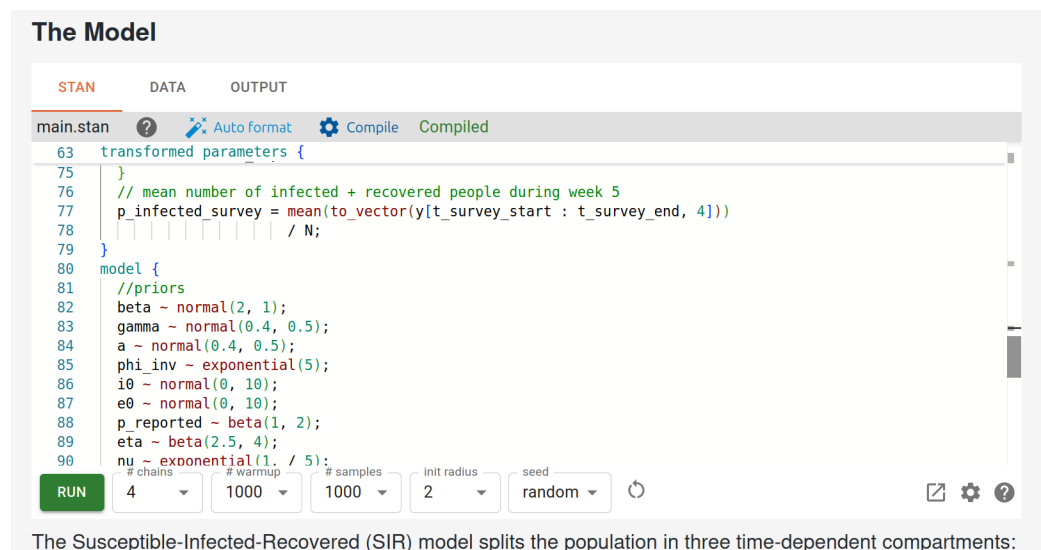 The Model
STAN DATA OUTPUT
main.stan ? Auto format Compile Compiled
63 transformed parameters {
75 }
76 // mean number of infected + recovered people during week 5
77 p_infected_survey = mean(to_vector(y[t_survey_start : t_survey_end, 4]))
78 / N;
79 }
80 model {
81 //priors
82 beta ~ normal(2, 1);
83 gamma ~ normal(0.4, 0.5);
84 a ~ normal(0.4, 0.5);
85 phi_inv ~ exponential(5);
86 i0 ~ normal(0, 10);
87 e0 ~ normal(0, 10);
88 p_reported ~ beta(1, 2);
89 eta ~ beta(2.5, 4);
90 nu ~ exponential(1. / 5);
# chains # warmup # samples init radius seed
RUN 4 1000 1000 2 random ?
The Susceptible-Infected-Recovered (SIR) model splits the population in three time-dependent compartments: